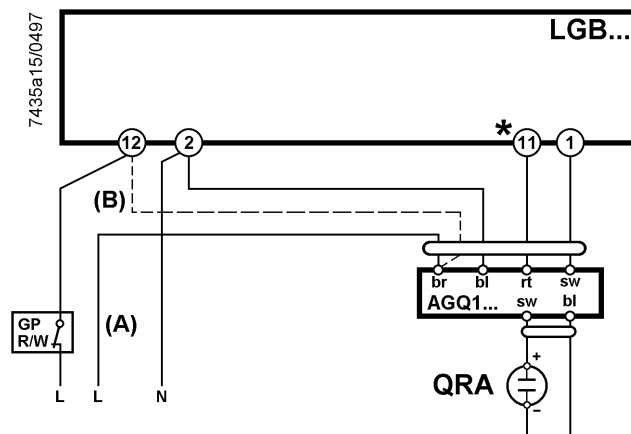 7435a15/0497
LGB...
12
2
*
11
1
(B)
br
bl
rt
sw
AGQ1...
sw
bl
(A)
GP
R/W
QRA
+
−
L
L
N